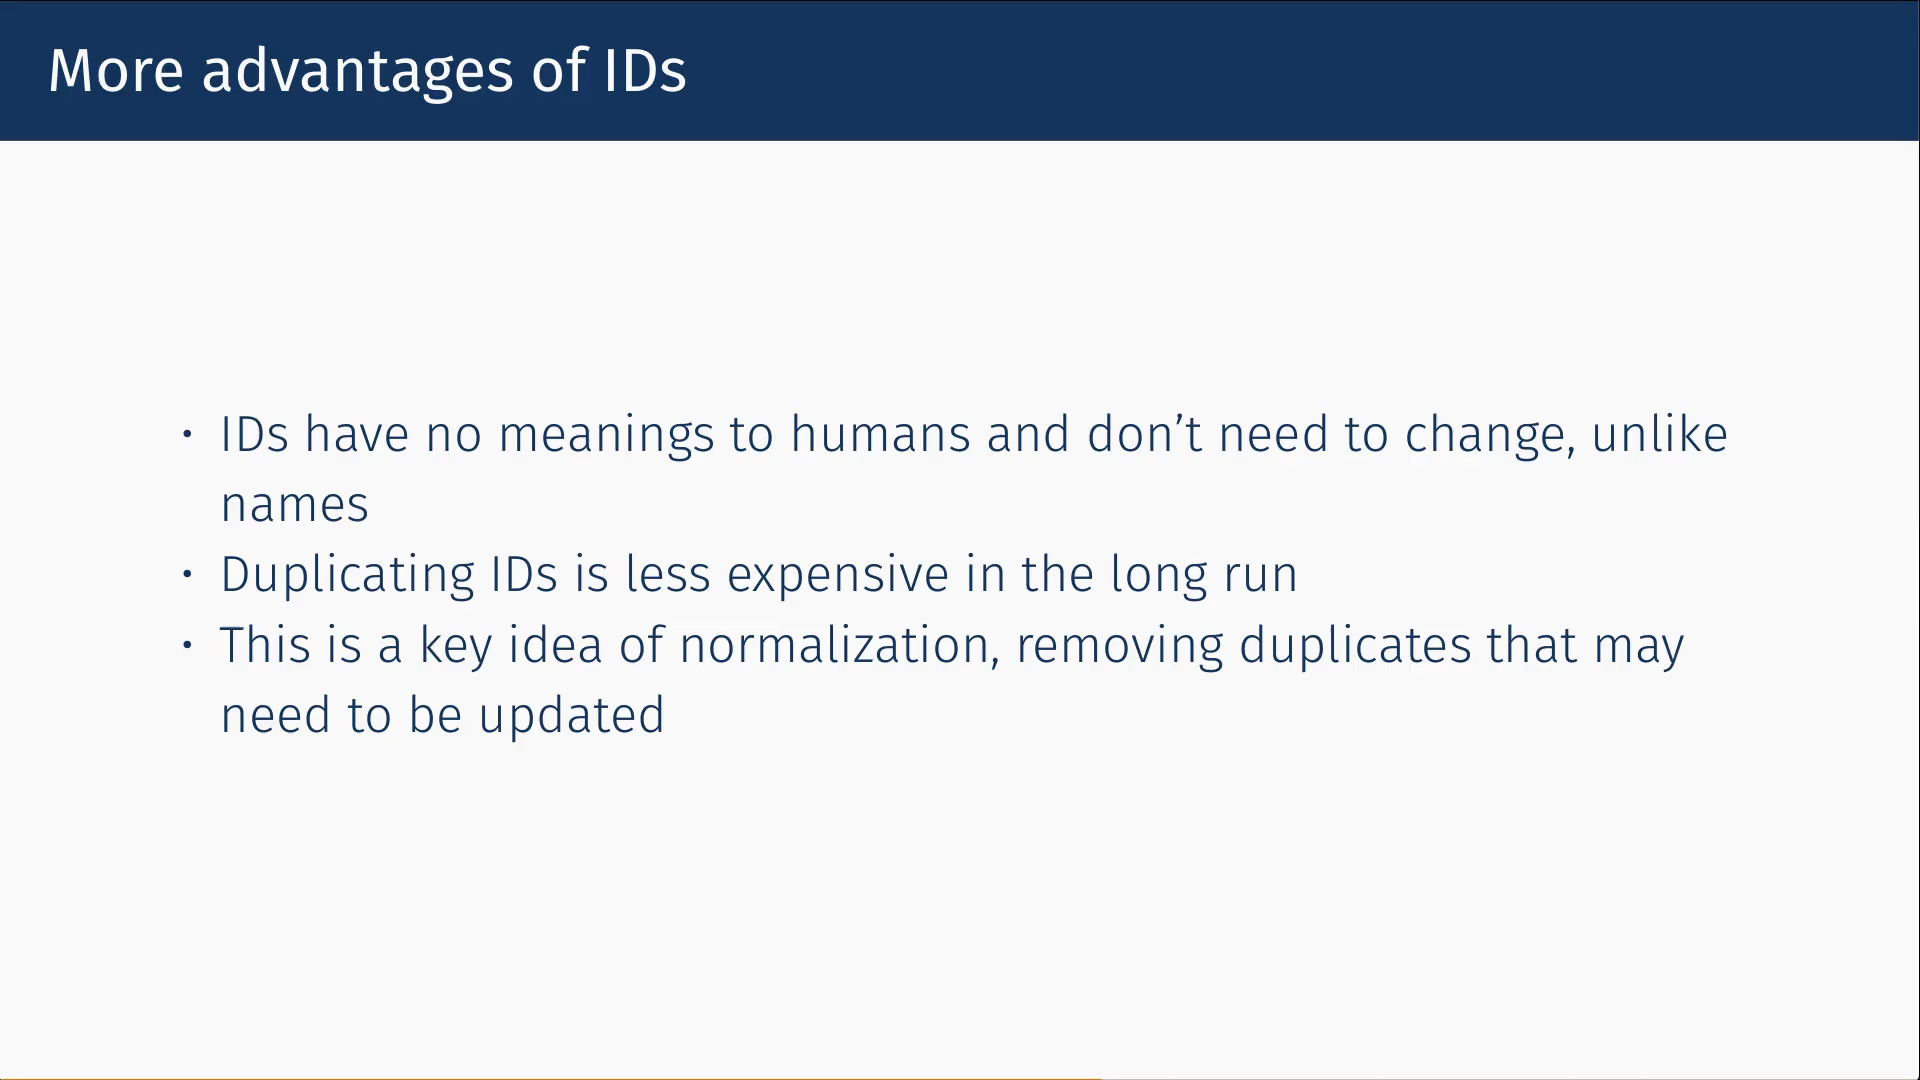 More advantages of IDs
• IDs have no meanings to humans and don’t need to change, unlike
names
• Duplicating IDs is less expensive in the long run
• This is a key idea of normalization, removing duplicates that may
need to be updated